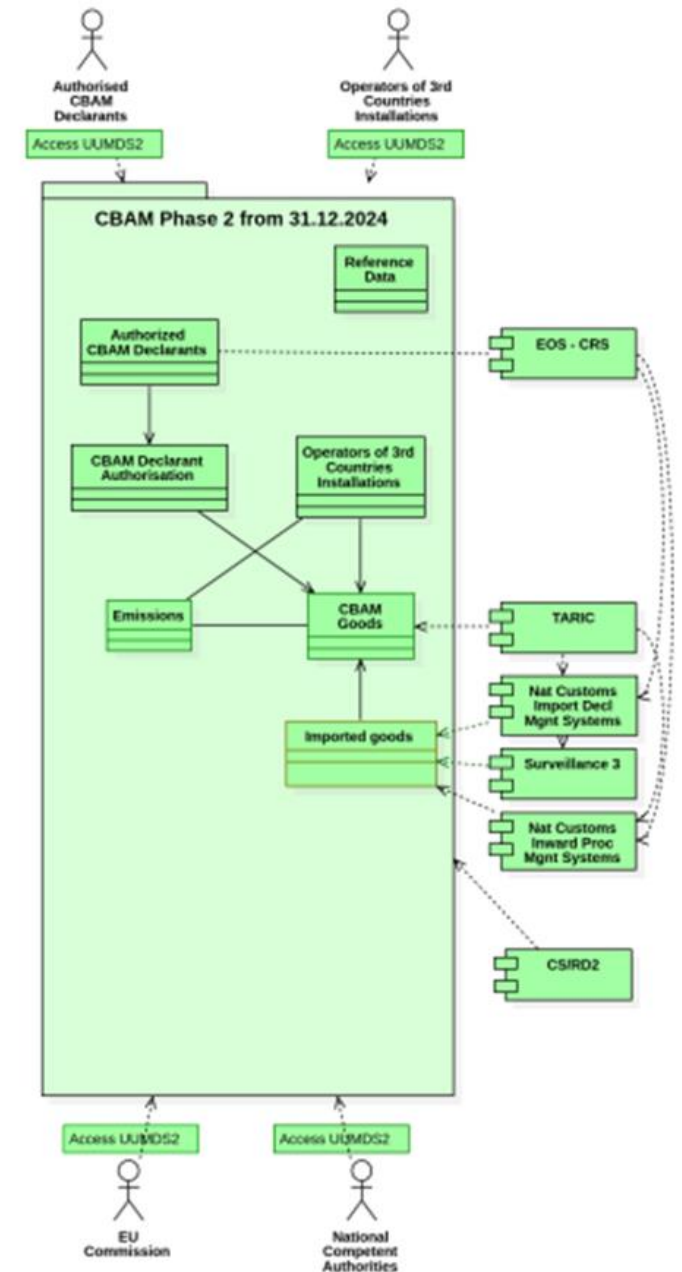 Authorised
CBAM
Declarants
Operators of 3rd
Countries
Installations
Access UUMDS2
Access UUMDS2
CBAM Phase 2 from 31.12.2024
Reference
Data
Authorized
CBAM Declarants
EOS - CRS
CBAM Declarant
Authorisation
Operators of 3rd
Countries
Installations
Emissions
CBAM
Goods
TARIC
Nat Customs
Import Decl
Mgnt Systems
Imported goods
Surveillance 3
Nat Customs
Inward Proc
Mgnt Systems
CS/RD2
Access UUMDS2
Access UUMDS2
EU
Commission
National
Competent
Authorities